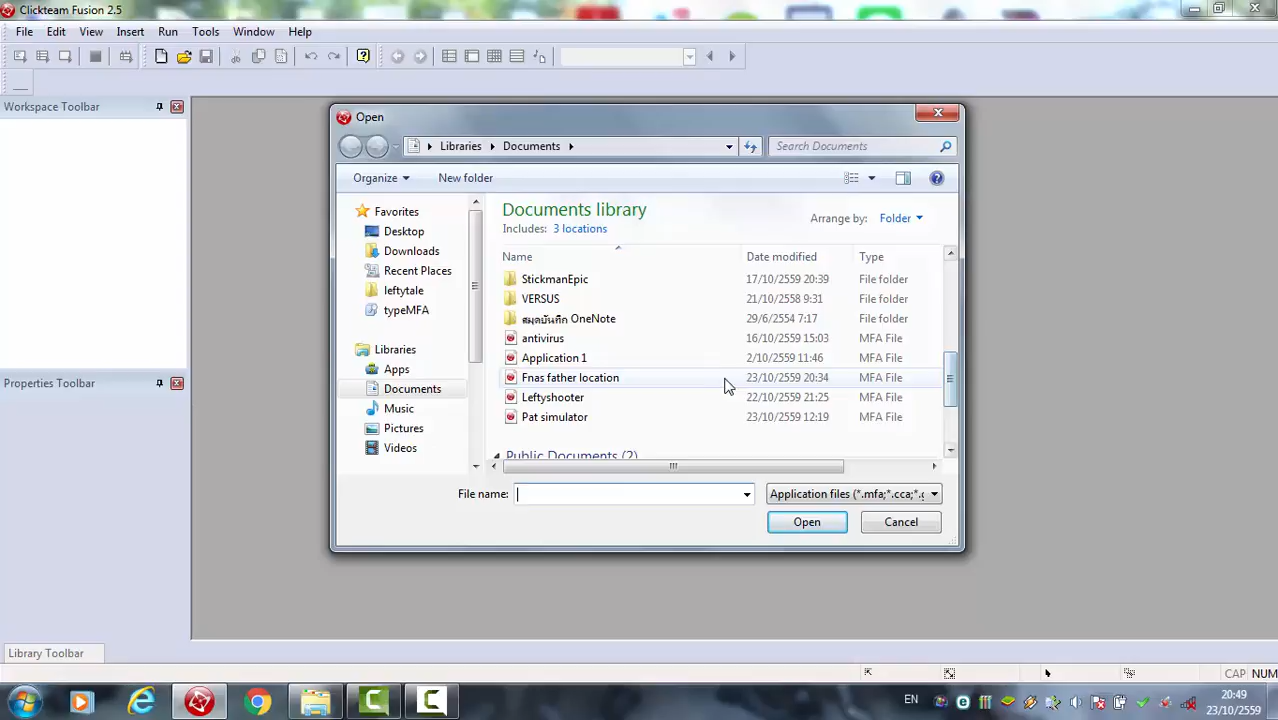 Clickteam Fusion 2.5
File Edit View Insert Run Tools Window Help
Workspace Toolbar
Properties Toolbar
Library Toolbar
Open
Libraries Documents
Search Documents
Organize New folder
Favorites
Desktop
Downloads
Recent Places
leftytale
typeMFA
Libraries
Apps
Documents
Music
Pictures
Videos
Documents library
Includes: 3 locations
Arrange by: Folder
Name Date modified Type
StickmanEpic 17/10/2559 20:39 File folder
VERSUS 21/10/2558 9:31 File folder
สมุดบันทึก OneNote 29/6/2554 7:17 File folder
antivirus 16/10/2559 15:03 MFA File
Application 1 2/10/2559 11:46 MFA File
Fnas father location 23/10/2559 20:34 MFA File
Leftyshooter 22/10/2559 21:25 MFA File
Pat simulator 23/10/2559 12:19 MFA File
Public Documents (2)
File name: Application files (*.mfa;*.cca;*.c
Open Cancel
CAP NUM
EN 20:49
23/10/2559